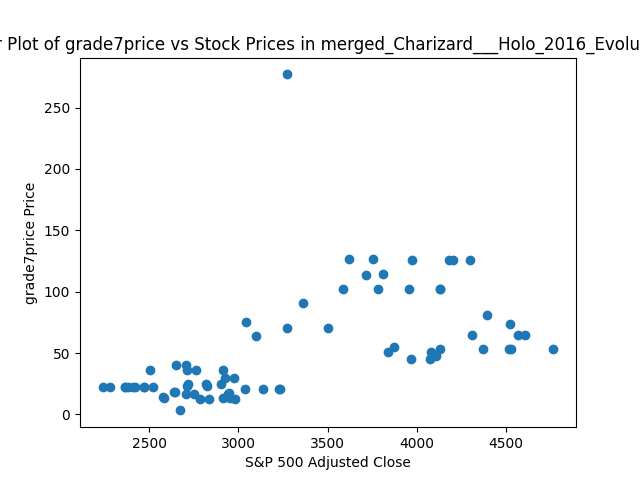 Plot of grade7price vs Stock Prices in merged_Charizard___Holo_2016_Evolu
250
200
150
100
50
0
grade7price Price
2500 3000 3500 4000 4500
S&P 500 Adjusted Close